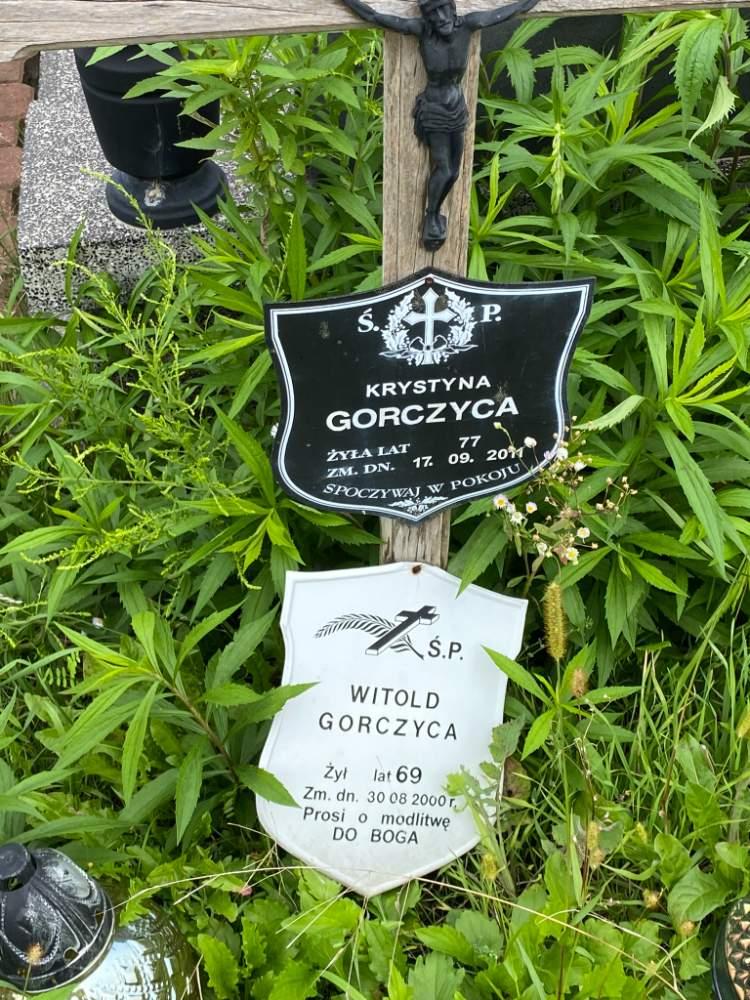 Ś. P.
KRYSTYNA
GORCZYCA
ŻYŁA LAT 77
ZM. DN. 17. 09. 2011
SPOCZYWAJ W POKOJU
Ś.P.
WITOLD
GORCZYCA
Żył lat 69
Zm. dn. 30 08 2000 r.
Prosi o modlitwę
DO BOGA